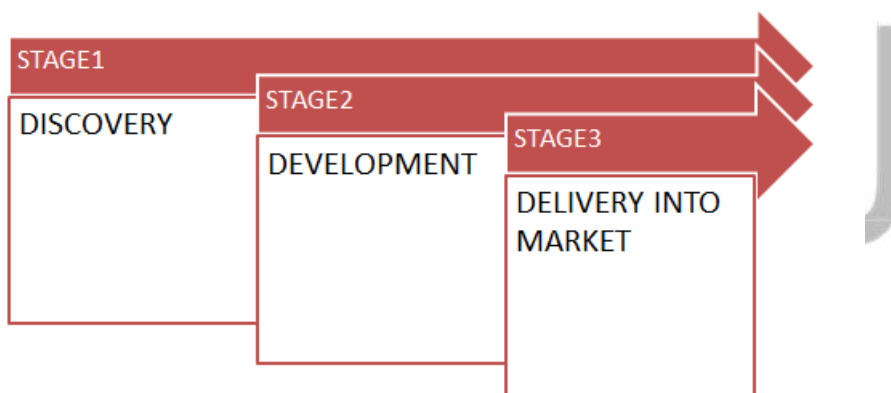 STAGE1
DISCOVERY
STAGE2
DEVELOPMENT
STAGE3
DELIVERY INTO
MARKET